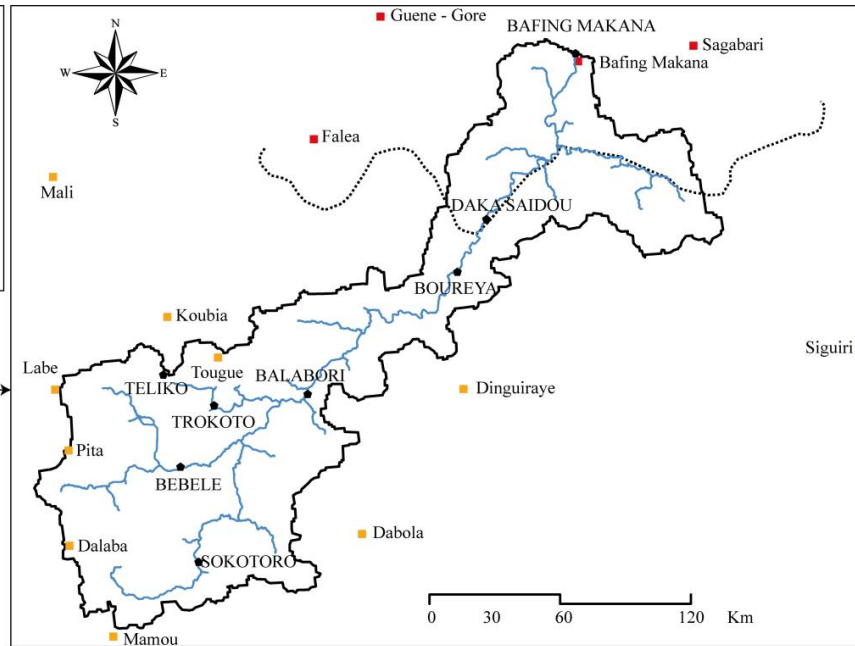 Guene - Gore
BAFING MAKANA
Sagabari
Bafing Makana
N
W
E
S
Falea
Mali
DAKA SAIDOU
BOUREYA
Koubia
Siguiri
Labe
Tougue
TELIKO
BALABORI
Dinguiraye
TROKOTO
Pita
BEBELE
Dabola
Dalaba
SOKOTORO
0 30 60 120 Km
Mamou